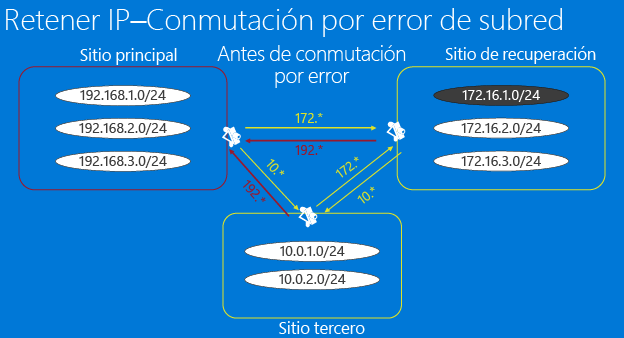 Retener IP—Conmutación por error de subred
Sitio principal
Antes de conmutación
por error
Sitio de recuperación
192.168.1.0/24
192.168.2.0/24
192.168.3.0/24
172.16.1.0/24
172.16.2.0/24
172.16.3.0/24
172.*
192.*
10.*
192.*
172.*
10.*
10.0.1.0/24
10.0.2.0/24
Sitio tercero